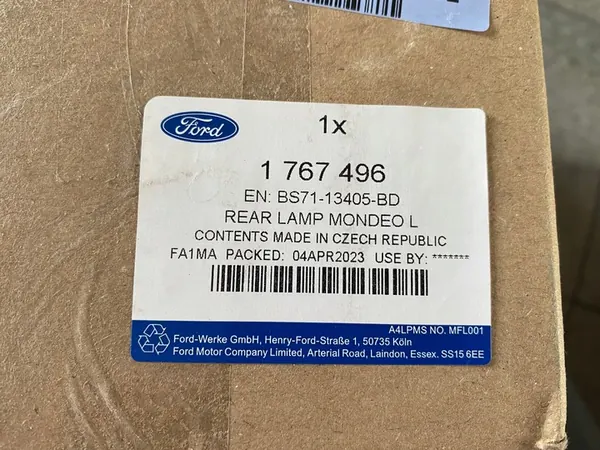 Ford
1x
1 767 496
EN: BS71-13405-BD
REAR LAMP MONDEO L
CONTENTS MADE IN CZECH REPUBLIC
FA1MA PACKED: 04APR2023 USE BY: *******
A4LPMS NO. MFL001
Ford-Werke GmbH, Henry-Ford-Straße 1, 50735 Köln
Ford Motor Company Limited, Arterial Road, Laindon, Essex. SS15 6EE